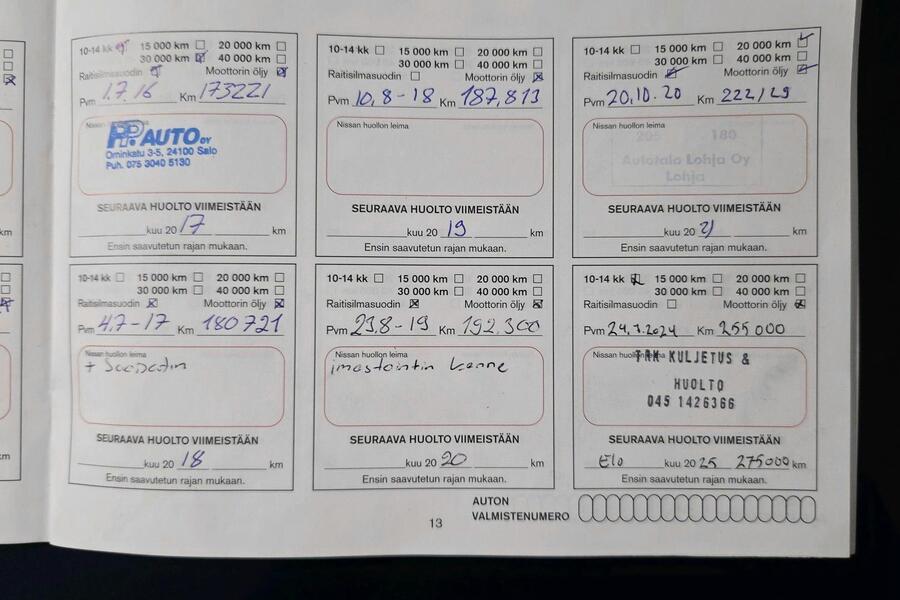 10-14 kk 15 000 km 20 000 km
30 000 km 40 000 km
Raitisilmasuodin Moottorin öljy
Pvm 1.7.16 Km 173221
Nissan huollon leima
AUTO OY
Ominkatu 3-5, 24100 Salo
Puh. 075 3040 5130
SEURAAVA HUOLTO VIIMEISTÄÄN
kuu 20 17 km
Ensin saavutetun rajan mukaan.
10-14 kk 15 000 km 20 000 km
30 000 km 40 000 km
Raitisilmasuodin Moottorin öljy
Pvm 10,8-18 Km 187,813
Nissan huollon leima
SEURAAVA HUOLTO VIIMEISTÄÄN
kuu 20 19 km
Ensin saavutetun rajan mukaan.
10-14 kk 15 000 km 20 000 km
30 000 km 40 000 km
Raitisilmasuodin Moottorin öljy
Pvm 20.10.20 Km 222129
Nissan huollon leima
180
Autotalo Lohja Oy
Lohja
SEURAAVA HUOLTO VIIMEISTÄÄN
kuu 20 21 km
Ensin saavutetun rajan mukaan.
10-14 kk 15 000 km 20 000 km
30 000 km 40 000 km
Raitisilmasuodin Moottorin öljy
Pvm 4.7-17 Km 180721
Nissan huollon leima
SEURAAVA HUOLTO VIIMEISTÄÄN
kuu 20 18 km
Ensin saavutetun rajan mukaan.
10-14 kk 15 000 km 20 000 km
30 000 km 40 000 km
Raitisilmasuodin Moottorin öljy
Pvm 23.8-19 Km 192.300
Nissan huollon leima
SEURAAVA HUOLTO VIIMEISTÄÄN
kuu 20 20 km
Ensin saavutetun rajan mukaan.
10-14 kk 15 000 km 20 000 km
30 000 km 40 000 km
Raitisilmasuodin Moottorin öljy
Pvm 24.7.2024 Km 255000
Nissan huollon leima
TRK KULJETUS &
HUOLTO
045 1426366
SEURAAVA HUOLTO VIIMEISTÄÄN
Elo kuu 20 25 275000 km
Ensin saavutetun rajan mukaan.
AUTON
VALMISTENUMERO
13
km
km